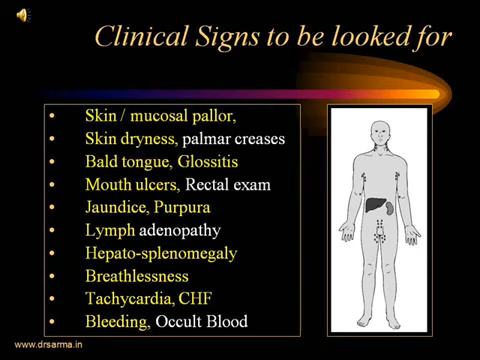 Clinical Signs to be looked for
• Skin / mucosal pallor,
• Skin dryness, palmar creases
• Bald tongue, Glossitis
• Mouth ulcers, Rectal exam
• Jaundice, Purpura
• Lymph adenopathy
• Hepato-splenomegaly
• Breathlessness
• Tachycardia, CHF
• Bleeding, Occult Blood
www.drsarma.in